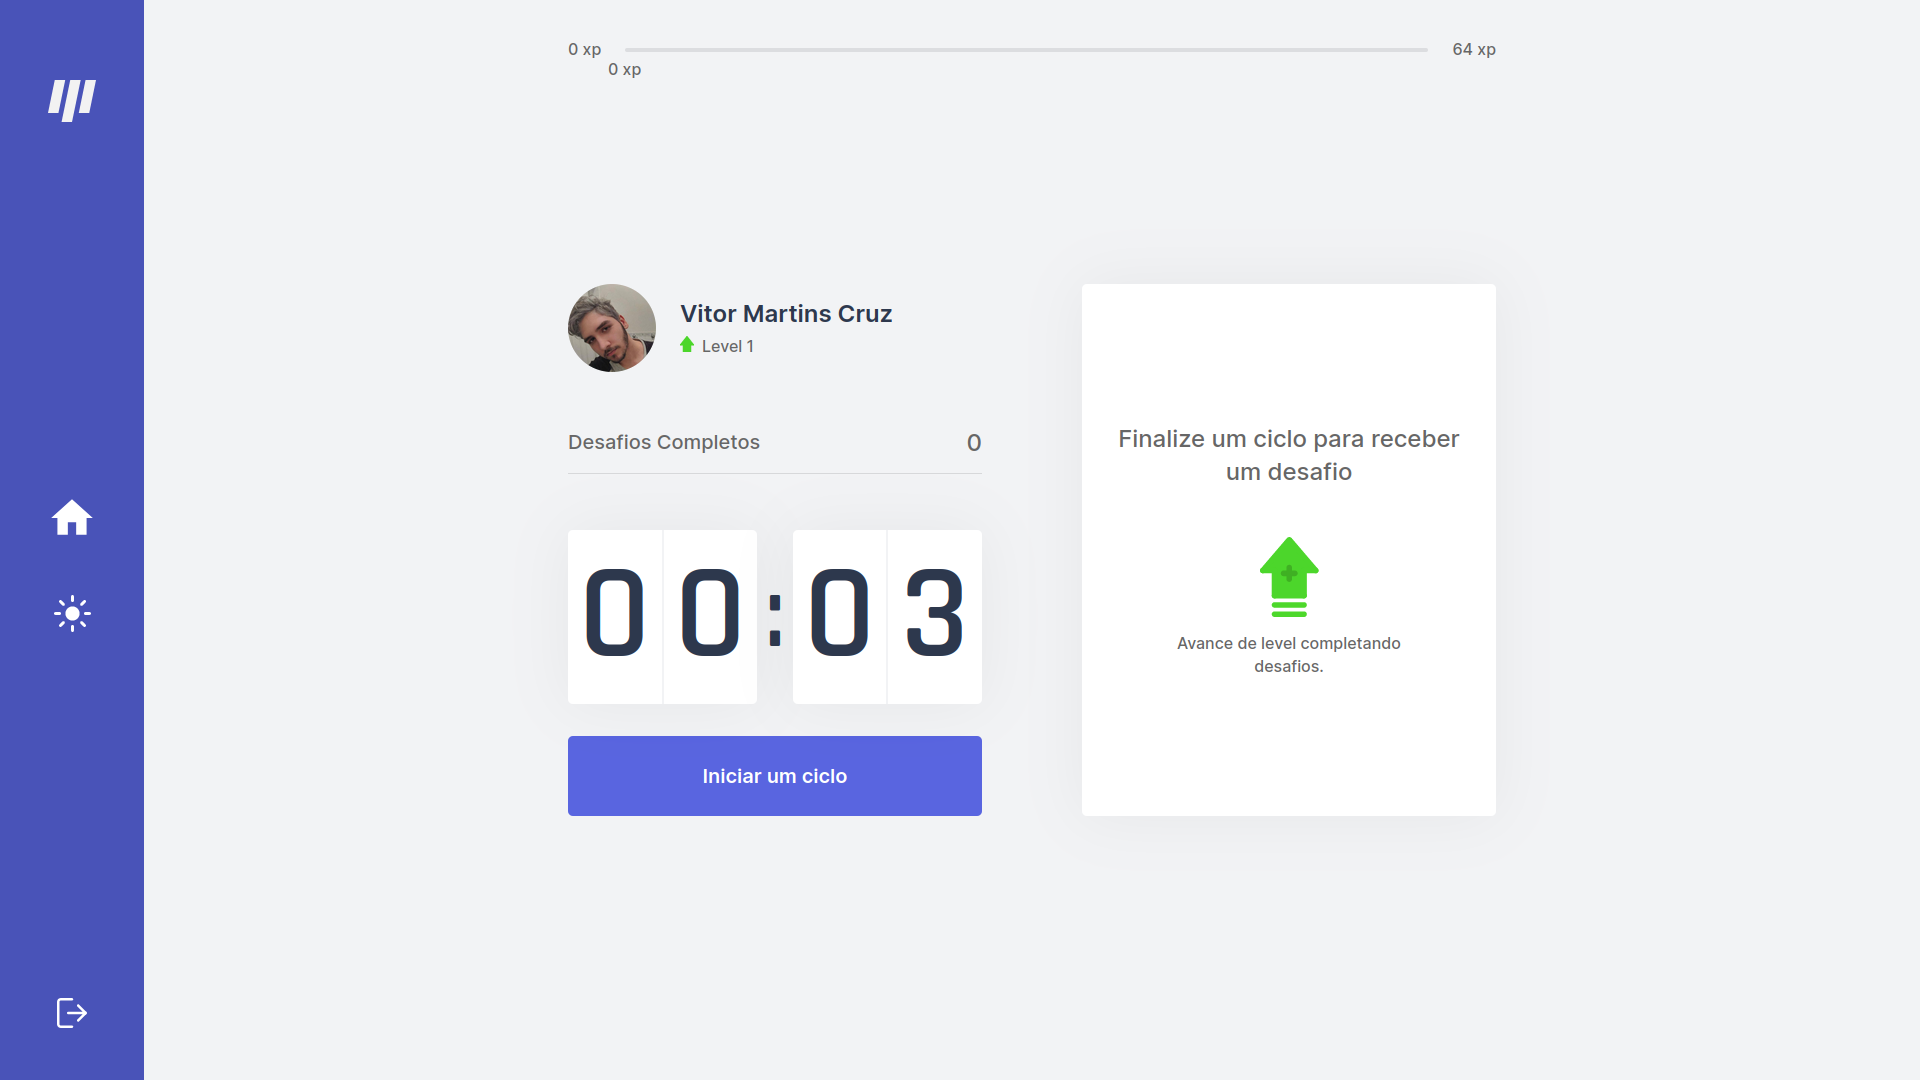 0 xp
64 xp
0 xp
Vitor Martins Cruz
Level 1
Desafios Completos
0
00:03
Iniciar um ciclo
Finalize um ciclo para receber
um desafio
Avance de level completando
desafios.